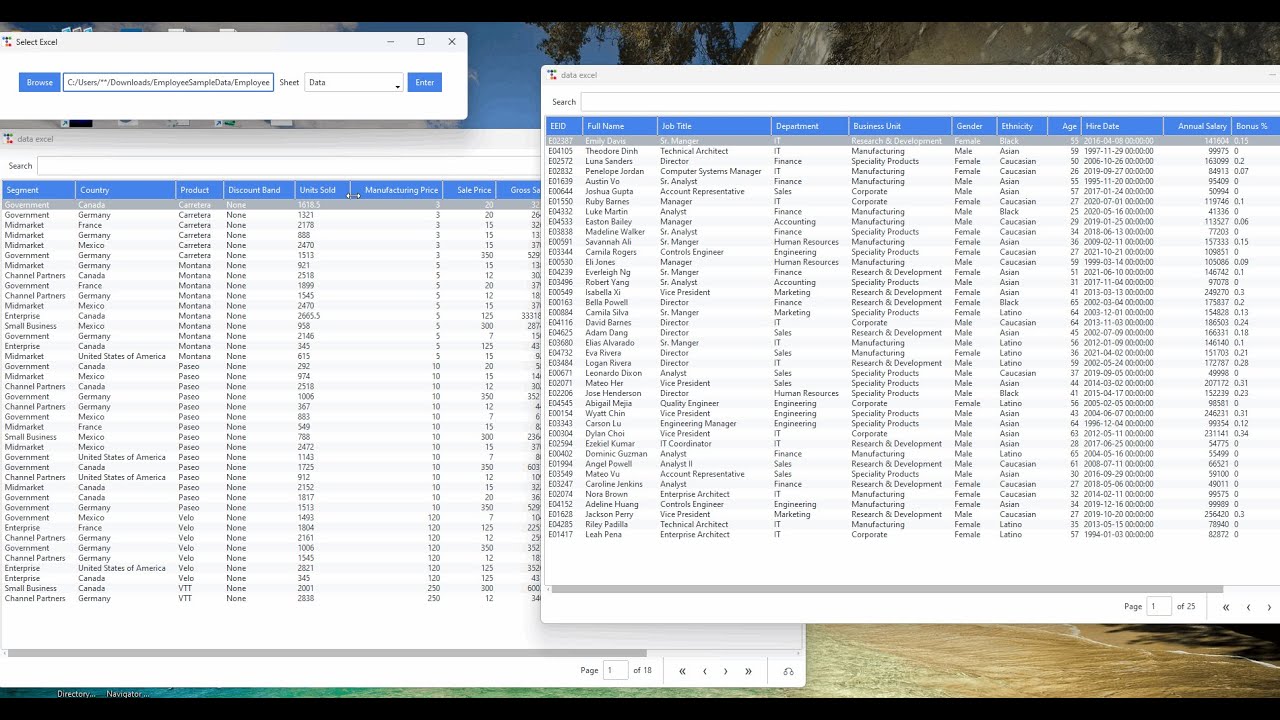 Select Excel
Browse C:/Users/**/Downloads/EmployeeSampleData/Employee Sheet Data Enter
data excel
Search
Segment Country Product Discount Band Units Sold Manufacturing Price Sale Price Gross Sa
Government Canada Carretera None 1618.5 3 20
Government Germany Carretera None 1321 3 20
Midmarket France Carretera None 2178 3 15
Midmarket Germany Carretera None 888 3 15
Midmarket Mexico Carretera None 2470 3 15
Government Germany Carretera None 1513 3 350
Midmarket Germany Montana None 921 5 15
Channel Partners Canada Montana None 2518 5 12
Government France Montana None 1899 5 20
Channel Partners Germany Montana None 1545 5 12
Midmarket Mexico Montana None 2470 5 15
Enterprise Canada Montana None 2665.5 5 125
Small Business Mexico Montana None 958 5 300
Government Germany Montana None 2146 5 7
Enterprise Canada Montana None 345 5 125
Midmarket United States of America Montana None 615 5 15
Government Canada Paseo None 292 10 20
Midmarket Mexico Paseo None 974 10 15
Channel Partners Canada Paseo None 2518 10 12
Government Germany Paseo None 1006 10 350
Channel Partners Germany Paseo None 367 10 12
Government Mexico Paseo None 883 10 7
Midmarket France Paseo None 549 10 15
Small Business Mexico Paseo None 788 10 300
Midmarket Mexico Paseo None 2472 10 15
Government United States of America Paseo None 1143 10 7
Government Canada Paseo None 1725 10 350
Channel Partners United States of America Paseo None 912 10 12
Midmarket Canada Paseo None 2152 10 15
Government Canada Paseo None 1817 10 20
Government Germany Paseo None 1513 10 350
Government Mexico Velo None 1493 120 7
Enterprise France Velo None 1804 120 125
Channel Partners Germany Velo None 2161 120 12
Government Germany Velo None 1006 120 350
Channel Partners Germany Velo None 1545 120 12
Enterprise United States of America Velo None 2821 120 125
Enterprise Canada Velo None 345 120 125
Small Business Canada VTT None 2001 250 300
Channel Partners Germany VTT None 2838 250 12
Page 1 of 18
data excel
Search
EEID Full Name Job Title Department Business Unit Gender Ethnicity Age Hire Date Annual Salary Bonus %
E02387 Emily Davis Sr. Manger IT Research & Development Female Black 55 2016-04-08 00:00:00 141604 0.15
E04105 Theodore Dinh Technical Architect IT Manufacturing Male Asian 59 1997-11-29 00:00:00 99975 0
E02572 Luna Sanders Director Finance Speciality Products Female Caucasian 50 2006-10-26 00:00:00 163099 0.2
E02832 Penelope Jordan Computer Systems Manager IT Manufacturing Female Caucasian 26 2019-09-27 00:00:00 84913 0.07
E01639 Austin Vo Sr. Analyst Finance Manufacturing Male Asian 55 1995-11-20 00:00:00 95409 0
E00644 Joshua Gupta Account Representative Sales Corporate Male Asian 57 2017-01-24 00:00:00 50994 0
E01550 Ruby Barnes Manager IT Corporate Female Caucasian 27 2020-07-01 00:00:00 119746 0.1
E04332 Luke Martin Analyst Finance Manufacturing Male Black 25 2020-05-16 00:00:00 41336 0
E04533 Easton Bailey Manager Accounting Manufacturing Male Caucasian 29 2019-01-25 00:00:00 113527 0.06
E03838 Madeline Walker Sr. Analyst Finance Speciality Products Female Caucasian 34 2018-06-13 00:00:00 77203 0
E00591 Savannah Ali Sr. Manger Human Resources Manufacturing Female Asian 36 2009-02-11 00:00:00 157333 0.15
E03344 Camila Rogers Controls Engineer Engineering Speciality Products Female Caucasian 27 2021-10-21 00:00:00 109851 0
E00530 Eli Jones Manager Human Resources Manufacturing Male Caucasian 59 1999-03-14 00:00:00 105086 0.09
E04239 Everleigh Ng Sr. Manger Finance Research & Development Female Asian 51 2021-06-10 00:00:00 146742 0.1
E03496 Robert Yang Sr. Analyst Accounting Speciality Products Male Asian 31 2017-11-04 00:00:00 97078 0
E00549 Isabella Xi Vice President Marketing Research & Development Female Asian 41 2013-03-13 00:00:00 249270 0.3
E00163 Bella Powell Director Finance Research & Development Female Black 65 2002-03-04 00:00:00 175837 0.2
E00884 Camila Silva Sr. Manger Marketing Speciality Products Female Latino 64 2003-12-01 00:00:00 154828 0.13
E04116 David Barnes Director IT Corporate Male Caucasian 64 2013-11-03 00:00:00 186503 0.24
E04625 Adam Dang Director Sales Research & Development Male Asian 45 2002-07-09 00:00:00 166331 0.18
E03680 Elias Alvarado Sr. Manger IT Manufacturing Male Latino 56 2012-01-09 00:00:00 146140 0.1
E04732 Eva Rivera Director Sales Manufacturing Female Latino 36 2021-04-02 00:00:00 151703 0.21
E03484 Logan Rivera Director IT Research & Development Male Latino 59 2002-05-24 00:00:00 172787 0.28
E00671 Leonardo Dixon Analyst Sales Speciality Products Male Caucasian 37 2019-09-05 00:00:00 49998 0
E02071 Mateo Her Vice President Sales Speciality Products Male Asian 44 2014-03-02 00:00:00 207172 0.31
E02206 Jose Henderson Director Human Resources Speciality Products Male Black 41 2015-04-17 00:00:00 152239 0.23
E04545 Abigail Mejia Quality Engineer Engineering Corporate Female Latino 56 2005-02-05 00:00:00 98581 0
E00154 Wyatt Chin Vice President Engineering Speciality Products Male Asian 43 2004-06-07 00:00:00 246231 0.31
E03343 Carson Lu Engineering Manager Engineering Speciality Products Male Asian 64 1996-12-04 00:00:00 99354 0.12
E00304 Dylan Choi Vice President IT Corporate Male Asian 63 2012-05-11 00:00:00 231141 0.34
E02594 Ezekiel Kumar IT Coordinator IT Research & Development Male Asian 28 2017-06-25 00:00:00 54775 0
E00402 Dominic Guzman Analyst Finance Manufacturing Male Latino 65 2004-05-16 00:00:00 55499 0
E01994 Angel Powell Analyst II Sales Research & Development Male Caucasian 61 2008-07-11 00:00:00 66521 0
E03549 Mateo Vu Account Representative Sales Speciality Products Male Asian 30 2016-09-29 00:00:00 59100 0
E03247 Caroline Jenkins Analyst Finance Research & Development Female Caucasian 27 2018-05-06 00:00:00 49011 0
E02074 Nora Brown Enterprise Architect IT Manufacturing Female Caucasian 32 2014-02-11 00:00:00 99575 0
E04152 Adeline Huang Controls Engineer Engineering Manufacturing Female Asian 34 2019-12-16 00:00:00 99989 0
E01628 Jackson Perry Vice President Marketing Research & Development Male Caucasian 27 2019-10-20 00:00:00 256420 0.3
E04285 Riley Padilla Technical Architect IT Manufacturing Female Latino 35 2013-05-15 00:00:00 78940 0
E01417 Leah Pena Enterprise Architect IT Corporate Female Latino 57 1994-01-03 00:00:00 82872 0
Page 1 of 25
Directory... Navigator...